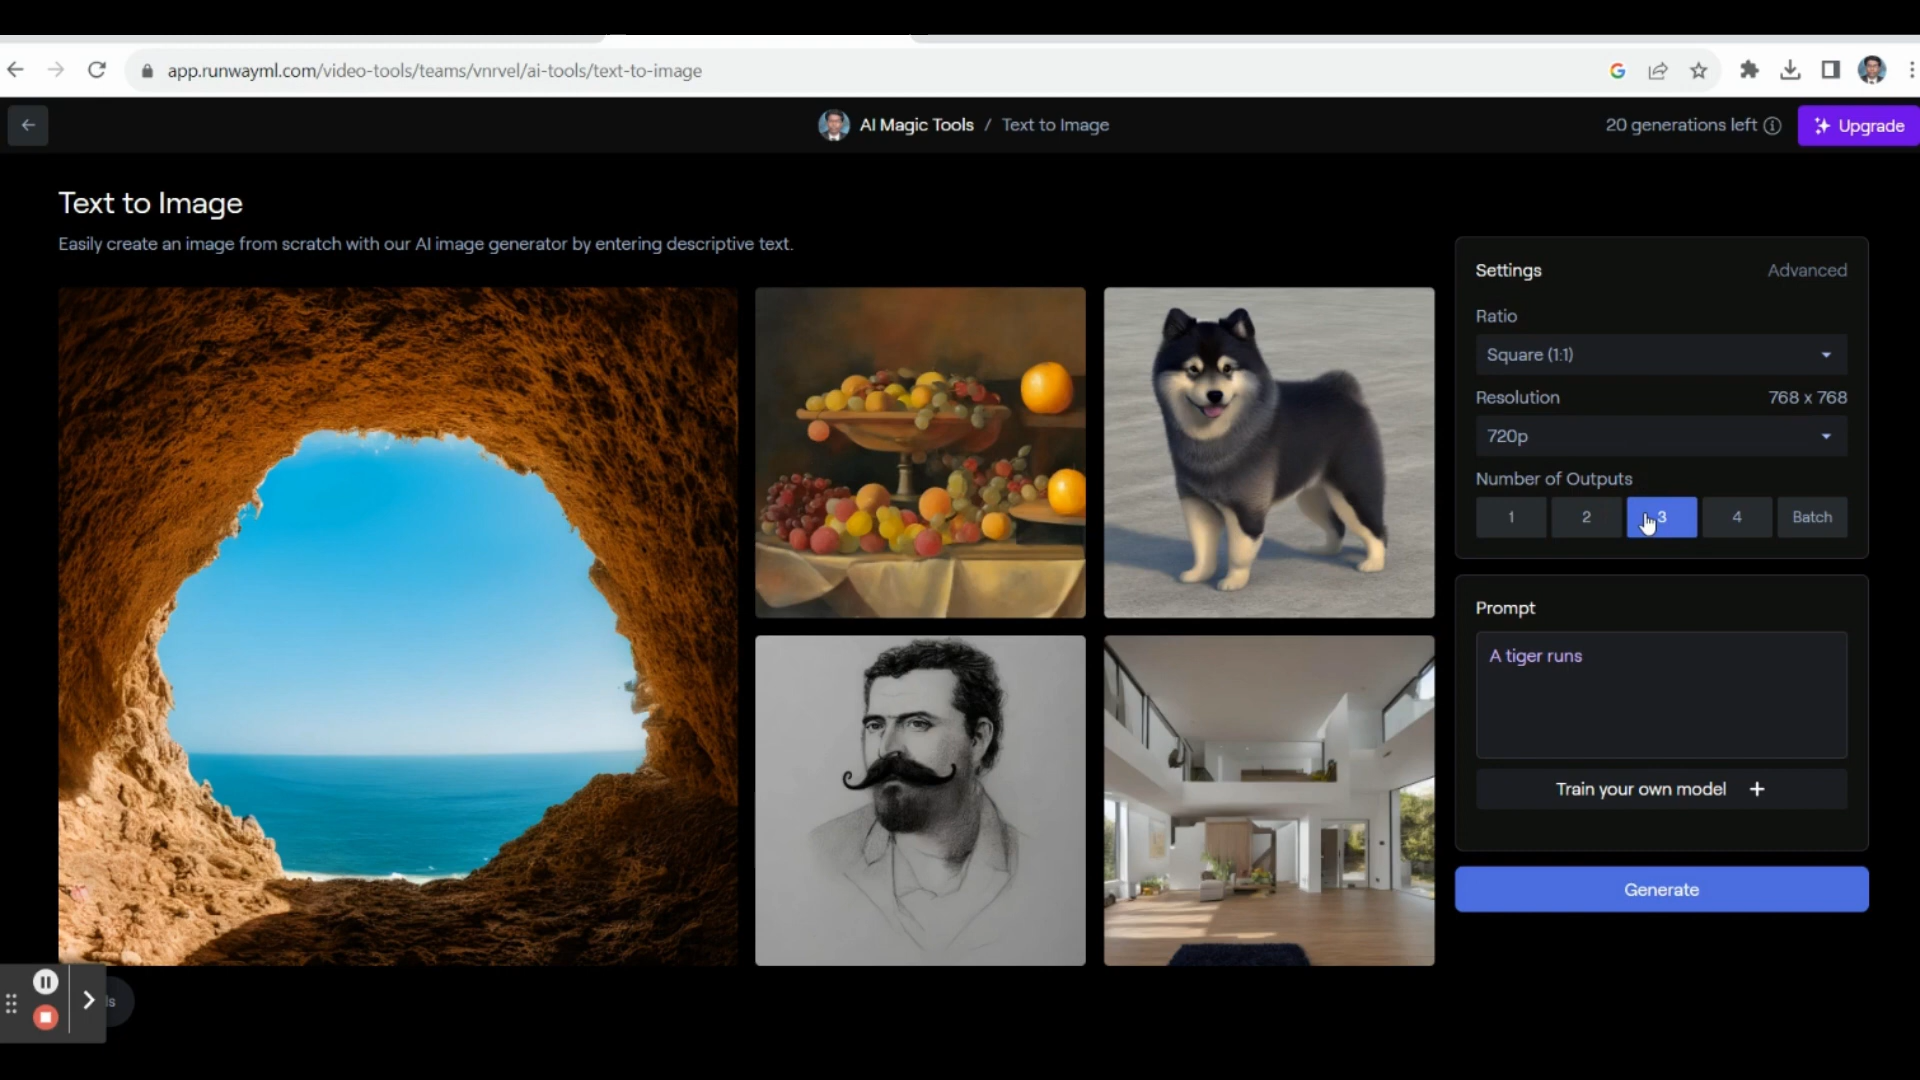 app.runwayml.com/video-tools/teams/vnrvel/ai-tools/text-to-image
AI Magic Tools / Text to Image
20 generations left
Upgrade
Text to Image
Easily create an image from scratch with our AI image generator by entering descriptive text.
Settings
Advanced
Ratio
Square (1:1)
Resolution
768 x 768
720p
Number of Outputs
1
2
3
4
Batch
Prompt
A tiger runs
Train your own model +
Generate
ls